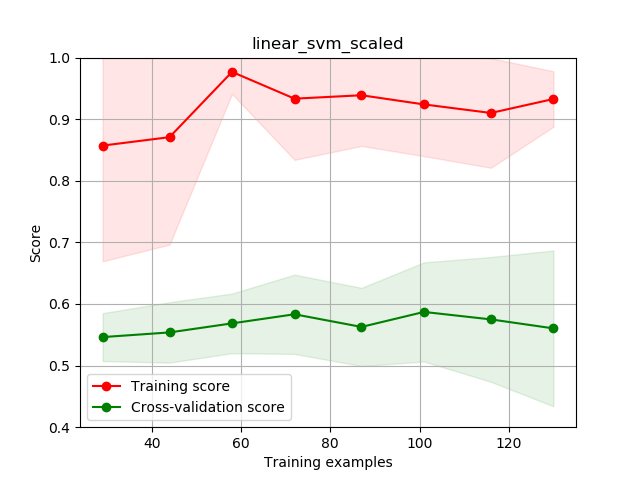 linear_svm_scaled
1.0
0.9
0.8
0.7
0.6
0.5
0.4
Score
Training score
Cross-validation score
40 60 80 100 120
Training examples